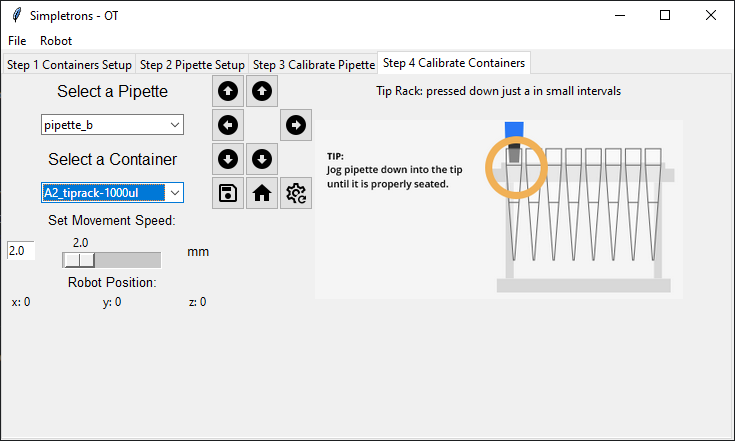 Simpletrons - OT
File Robot
Step 1 Containers Setup Step 2 Pipette Setup Step 3 Calibrate Pipette Step 4 Calibrate Containers
Select a Pipette
pipette_b
Select a Container
A2_tiprack-1000ul
Set Movement Speed:
2.0
2.0
mm
Robot Position:
x: 0 y: 0 z: 0
Tip Rack: pressed down just a in small intervals
TIP:
Jog pipette down into the tip
until it is properly seated.